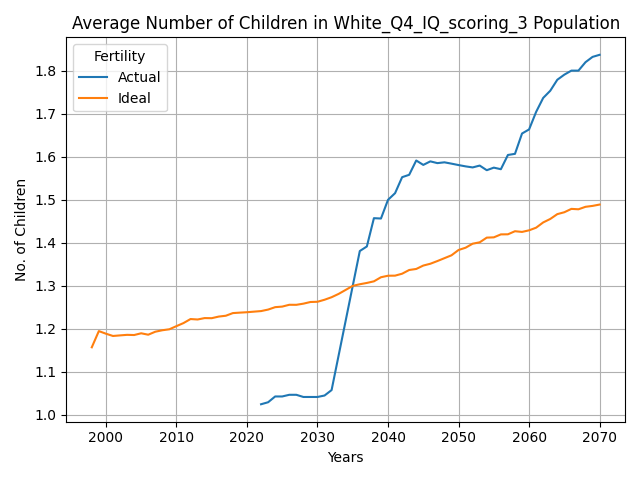 Average Number of Children in White_Q4_IQ_scoring_3 Population
Fertility
Actual
Ideal
No. of Children
1.8
1.7
1.6
1.5
1.4
1.3
1.2
1.1
1.0
2000 2010 2020 2030 2040 2050 2060 2070
Years